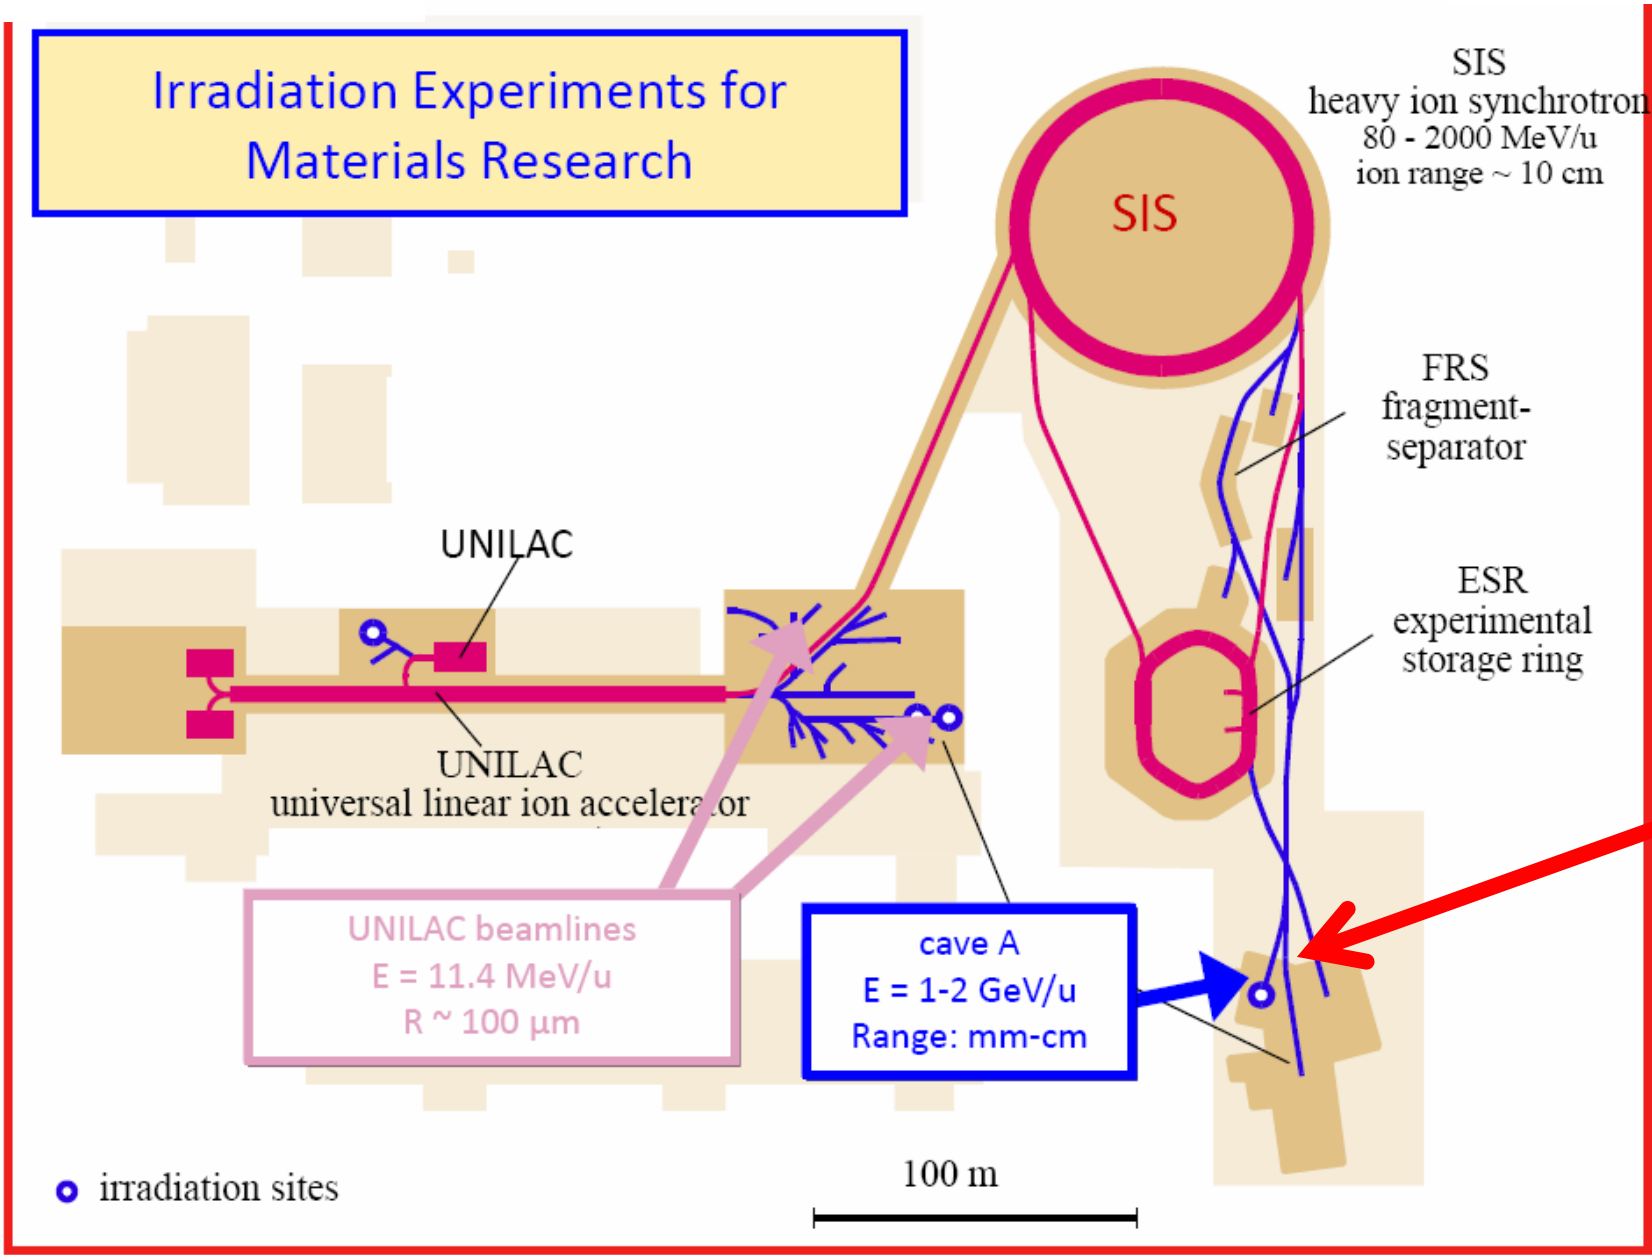 Irradiation Experiments for
Materials Research
SIS
heavy ion synchrotron
80 - 2000 MeV/u
ion range ~ 10 cm
SIS
FRS
fragment-
separator
UNILAC
ESR
experimental
storage ring
UNILAC
universal linear ion accelerator
UNILAC beamlines
E = 11.4 MeV/u
R ~ 100 µm
cave A
E = 1-2 GeV/u
Range: mm-cm
100 m
irradiation sites